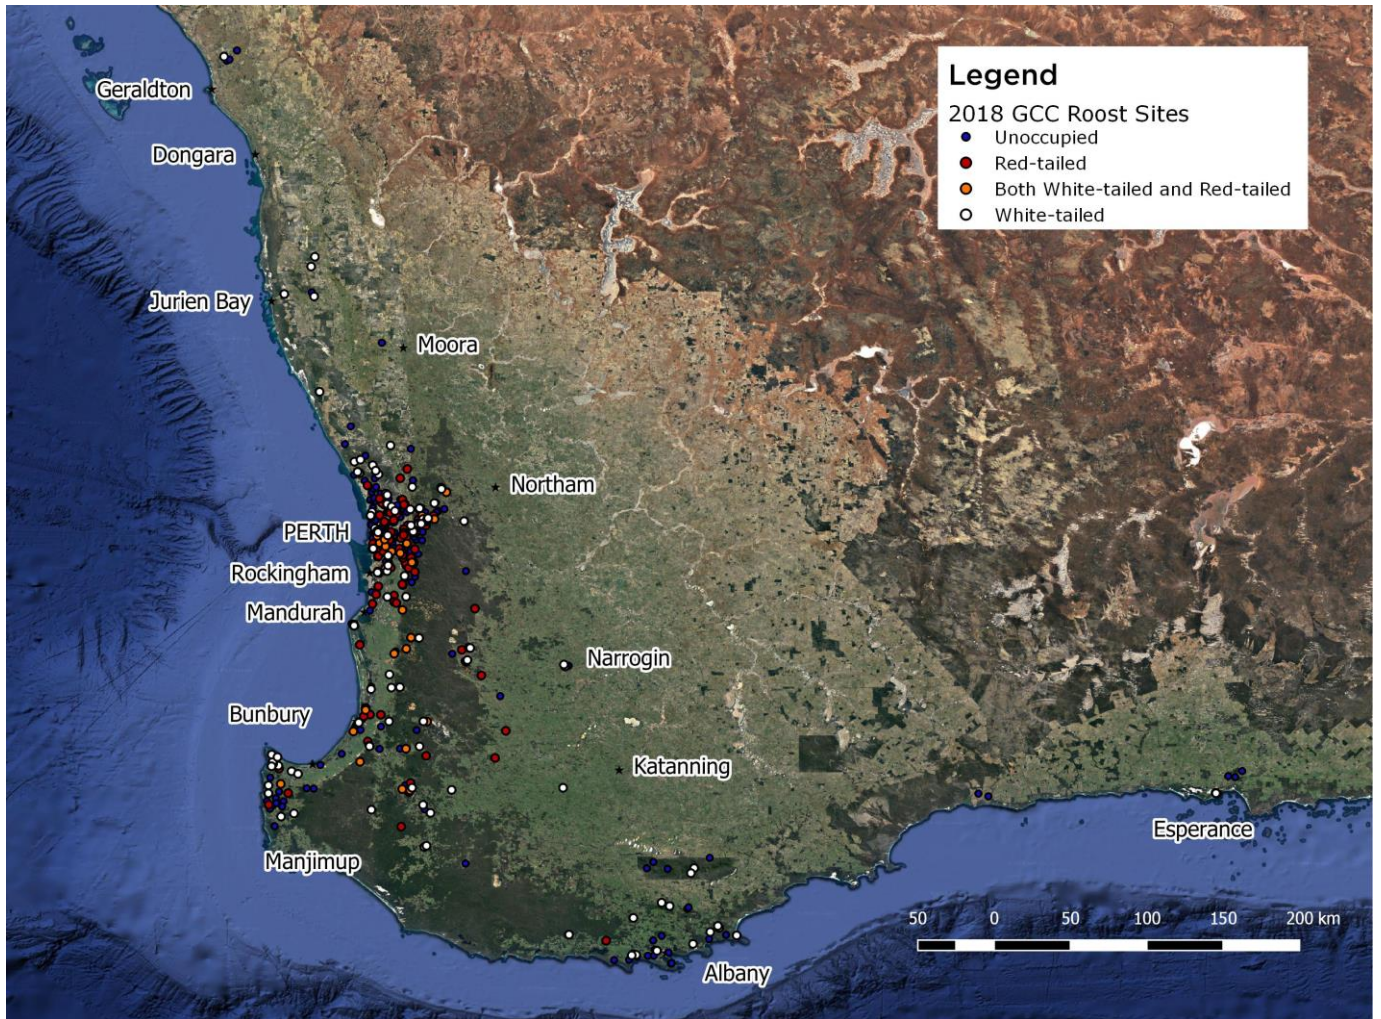 Legend
2018 GCC Roost Sites
Unoccupied
Red-tailed
Both White-tailed and Red-tailed
White-tailed
Geraldton
Dongara
Jurien Bay
Moora
Northam
PERTH
Rockingham
Mandurah
Narrogin
Bunbury
Katanning
Esperance
Manjimup
Albany
50 0 50 100 150 200 km